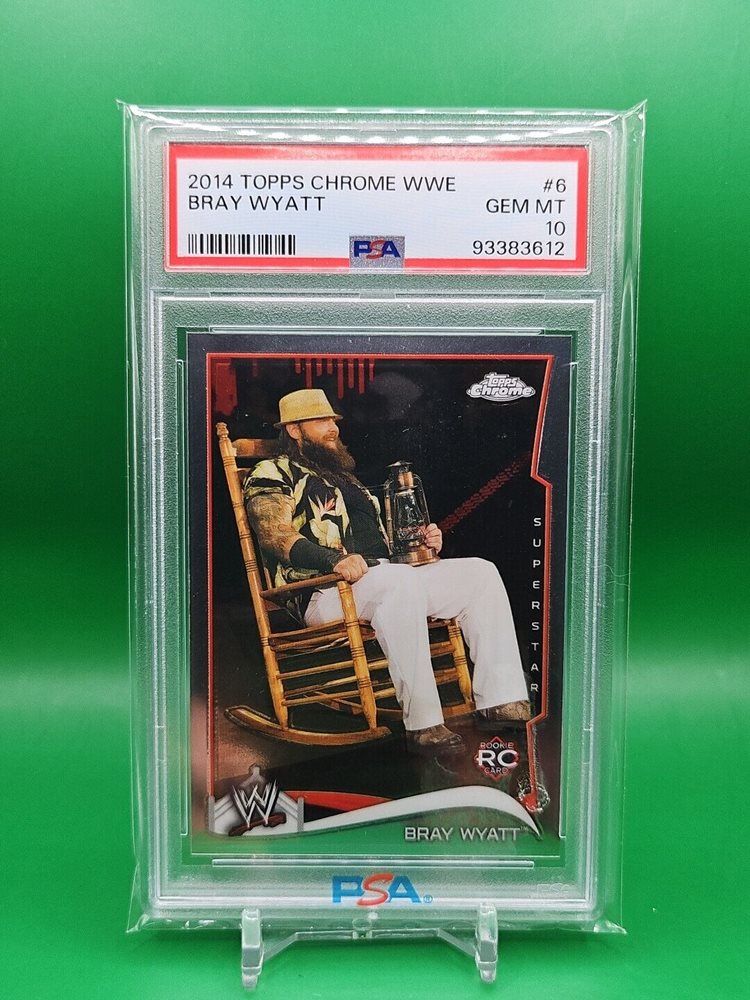 2014 TOPPS CHROME WWE #6
BRAY WYATT GEM MT
10
PSA 93383612
Topps
Chrome
SUPERSTAR
ROOKIE
RC
CARD
W
BRAY WYATT™
PSA®